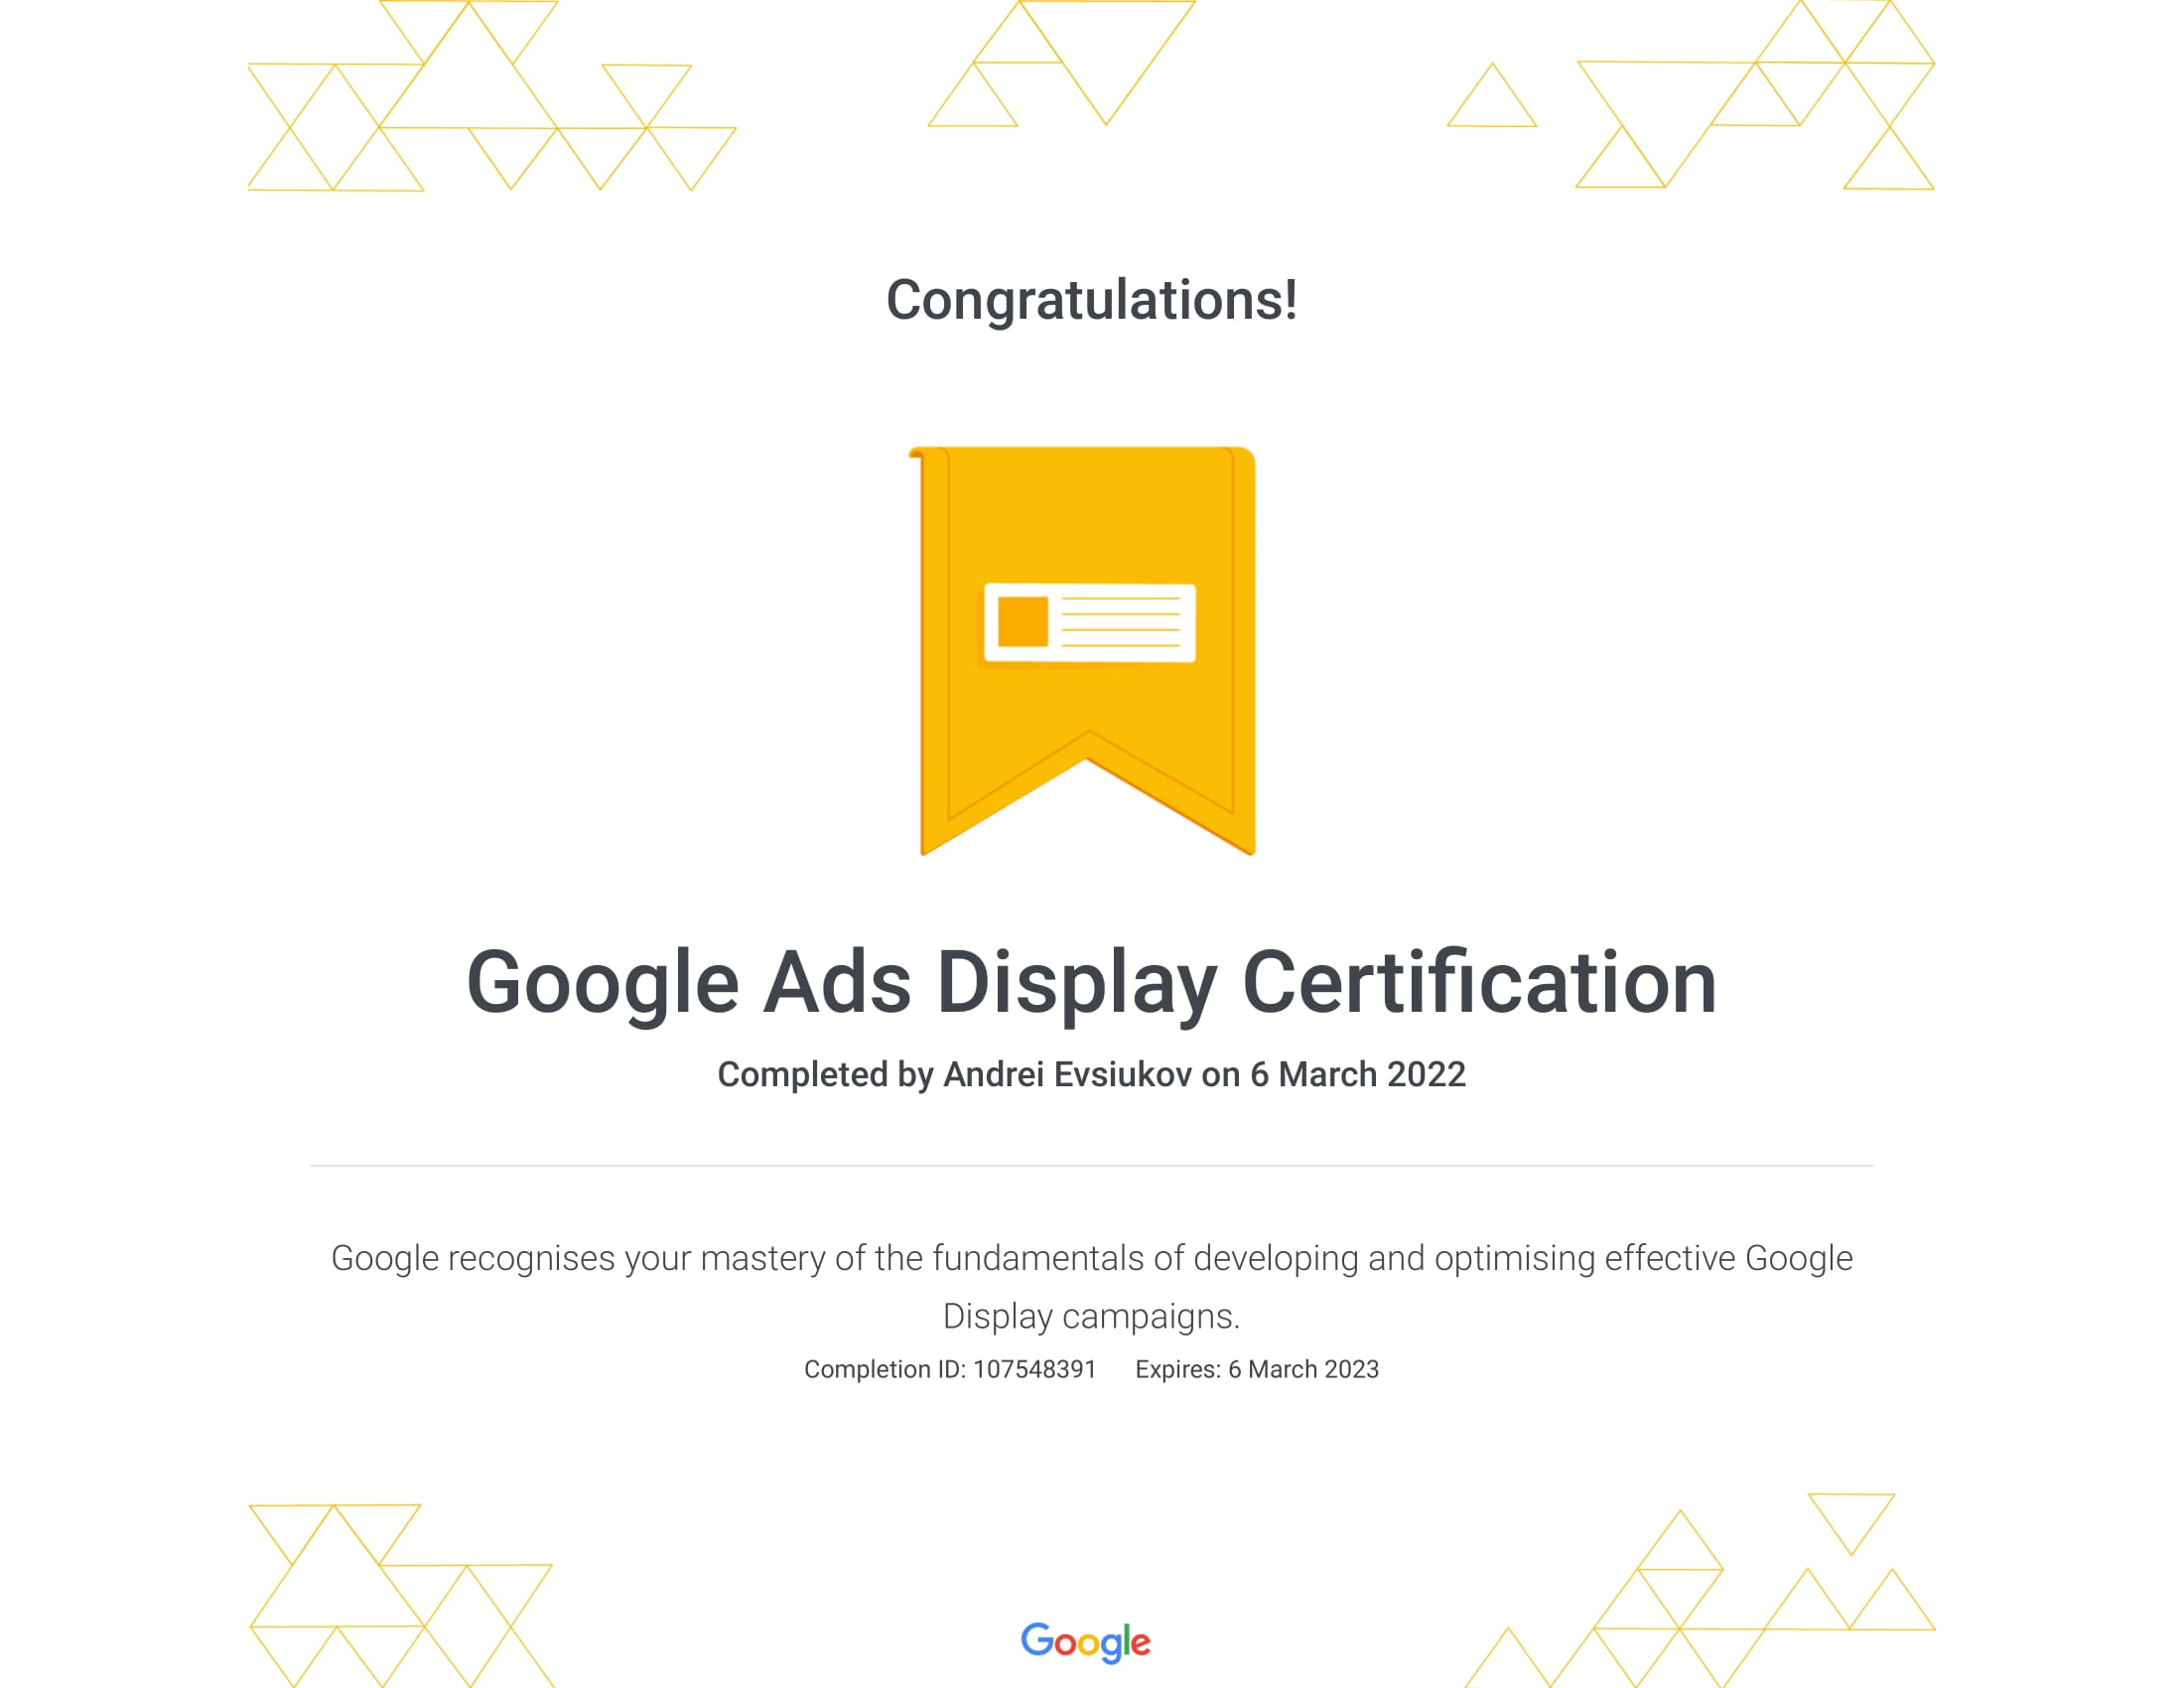 Congratulations!
Google Ads Display Certification
Completed by Andrei Evsiukov on 6 March 2022
Google recognises your mastery of the fundamentals of developing and optimising effective Google
Display campaigns.
Completion ID: 107548391 Expires: 6 March 2023
Google